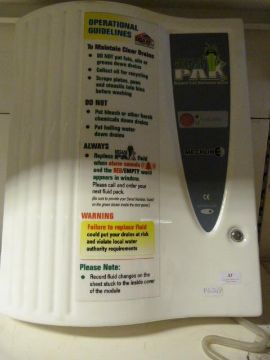 OPERATIONAL
GUIDELINES
To Maintain Clear Drains
• DO NOT put fats, oils or
grease down drains
• Collect oil for recycling
• Scrape plates, pans
and utensils into bins
before washing
DO NOT
• Put bleach or other harsh
chemicals down drains
• Put boiling water
down drains
ALWAYS
• Replace fluid
when alarm sounds
and the RED/EMPTY word
appears in window.
Please call and order your
next fluid pack.
WARNING
Failure to replace fluid
could put your drains at risk
and violate local water
authority requirements
Please Note:
• Record fluid changes on the
chart stuck to the inside cover
of the module
PAK
CE